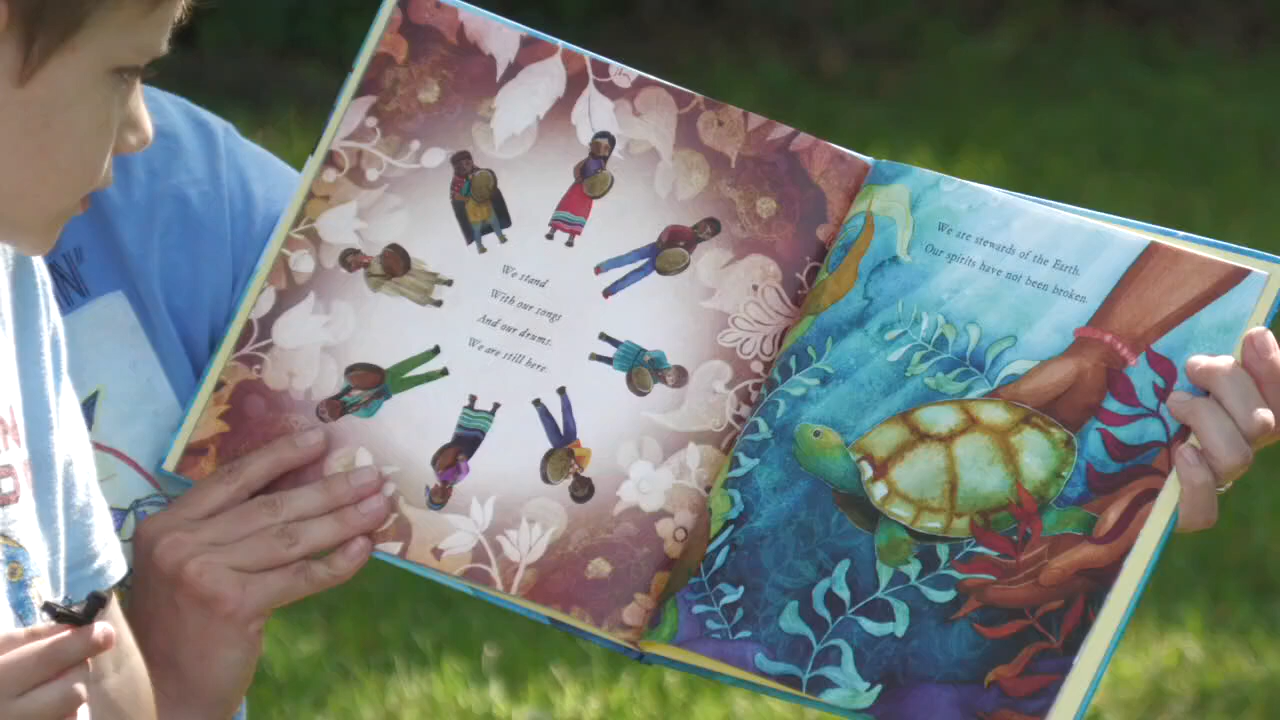 We stand
With our songs
And our drums.
We are still here.
We are stewards of the Earth.
Our spirits have not been broken.